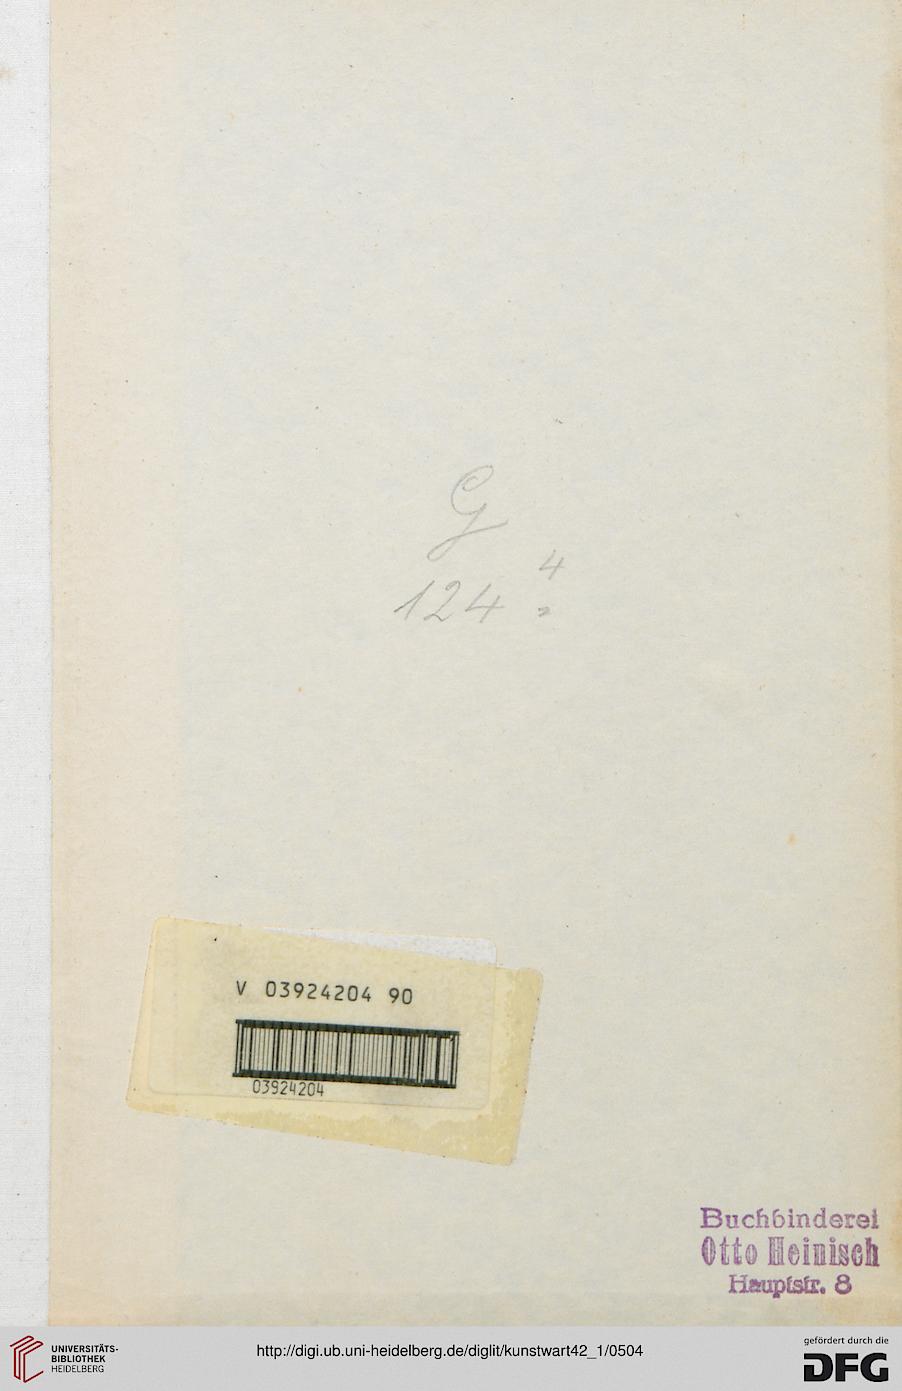 G
124 4
V 03924204 90
03924204
Buchbinderei
Otto Heinisch
Hauptstr. 8
UNIVERSITÄTS-
BIBLIOTHEK
HEIDELBERG
http://digi.ub.uni-heidelberg.de/diglit/kunstwart42_1/0504
gefördert durch die
DFG